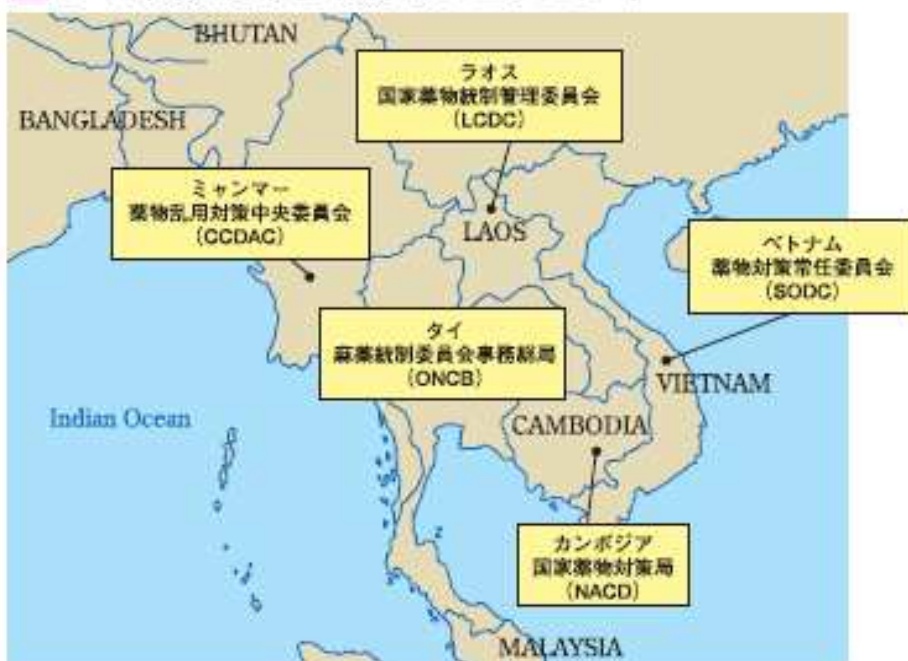 BHUTAN
ラオス
国家薬物統制管理委員会
(LCDC)
BANGLADESH
ミャンマー
薬物乱用対策中央委員会
(CCDAC)
LAOS
ベトナム
薬物対策常任委員会
(SODC)
タイ
麻薬統制委員会事務総局
(ONCB)
VIETNAM
Indian Ocean
CAMBODIA
カンボジア
国家薬物対策局
(NACD)
MALAYSIA